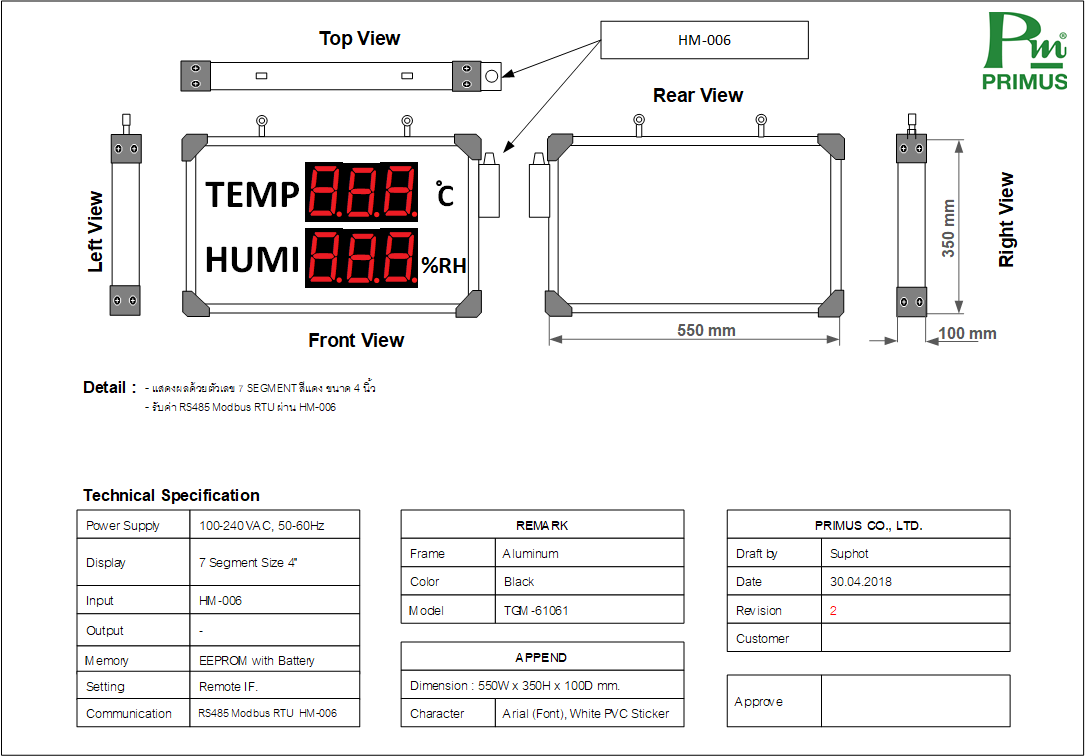 Top View
HM-006
Pm®
PRIMUS
Rear View
Left View
TEMP 8.8.8. °C
HUMI 8.8.8. %RH
Front View
550 mm
350 mm
100 mm
Right View
Detail : - แสดงผลด้วยตัวเลข 7 SEGMENT สีแดง ขนาด 4 นิ้ว
- รับค่า RS485 Modbus RTU ผ่าน HM-006
Technical Specification
Power Supply 100-240 VAC, 50-60Hz
Display 7 Segment Size 4"
Input HM-006
Output -
Memory EEPROM with Battery
Setting Remote IF.
Communication RS485 Modbus RTU HM-006
REMARK
Frame Aluminum
Color Black
Model TGM-61061
APPEND
Dimension : 550W x 350H x 100D mm.
Character Arial (Font), White PVC Sticker
PRIMUS CO., LTD.
Draft by Suphot
Date 30.04.2018
Revision 2
Customer
Approve